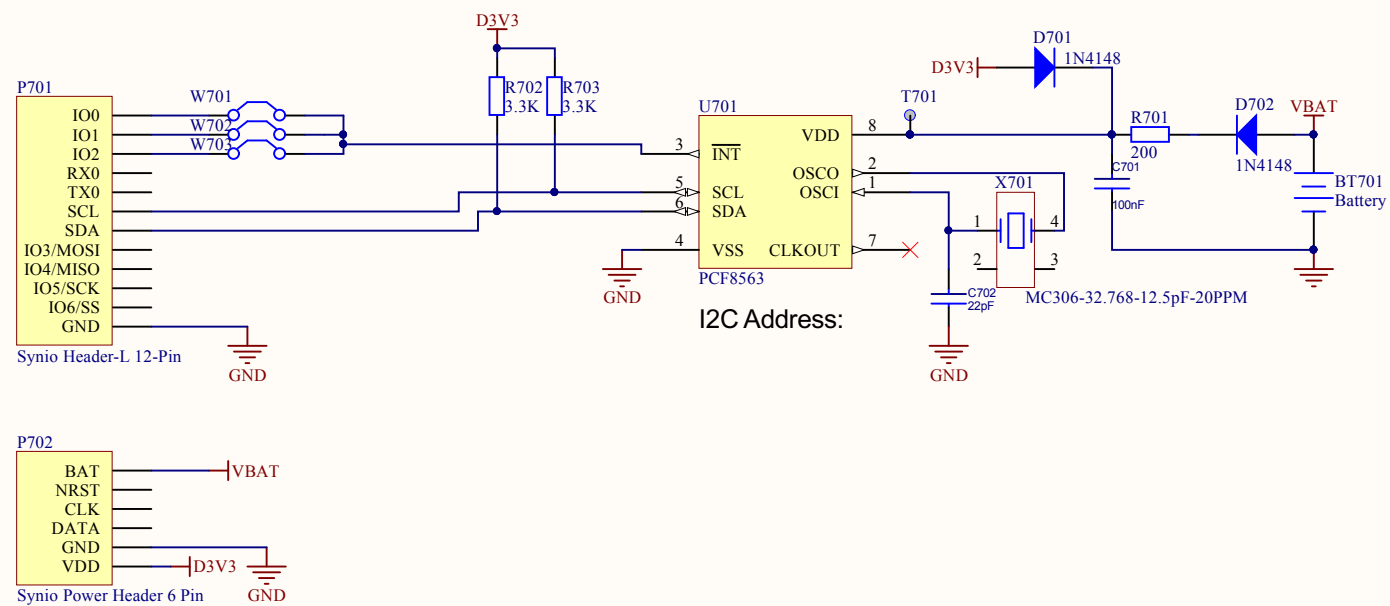 P701
IO0
IO1
IO2
RX0
TX0
SCL
SDA
IO3/MOSI
IO4/MISO
IO5/SCK
IO6/SS
GND
Synio Header-L 12-Pin
W701
W702
W703
GND
D3V3
R702
3.3K
R703
3.3K
U701
3
INT
5
SCL
6
SDA
4
VSS
VDD
8
OSCO
2
OSCI
1
CLKOUT
7
PCF8563
I2C Address:
GND
T701
D3V3
D701
1N4148
R701
200
D702
1N4148
VBAT
C701
100nF
BT701
Battery
X701
1
4
2
3
MC306-32.768-12.5pF-20PPM
C702
22pF
GND
P702
BAT
NRST
CLK
DATA
GND
VDD
Synio Power Header 6 Pin
VBAT
D3V3
GND